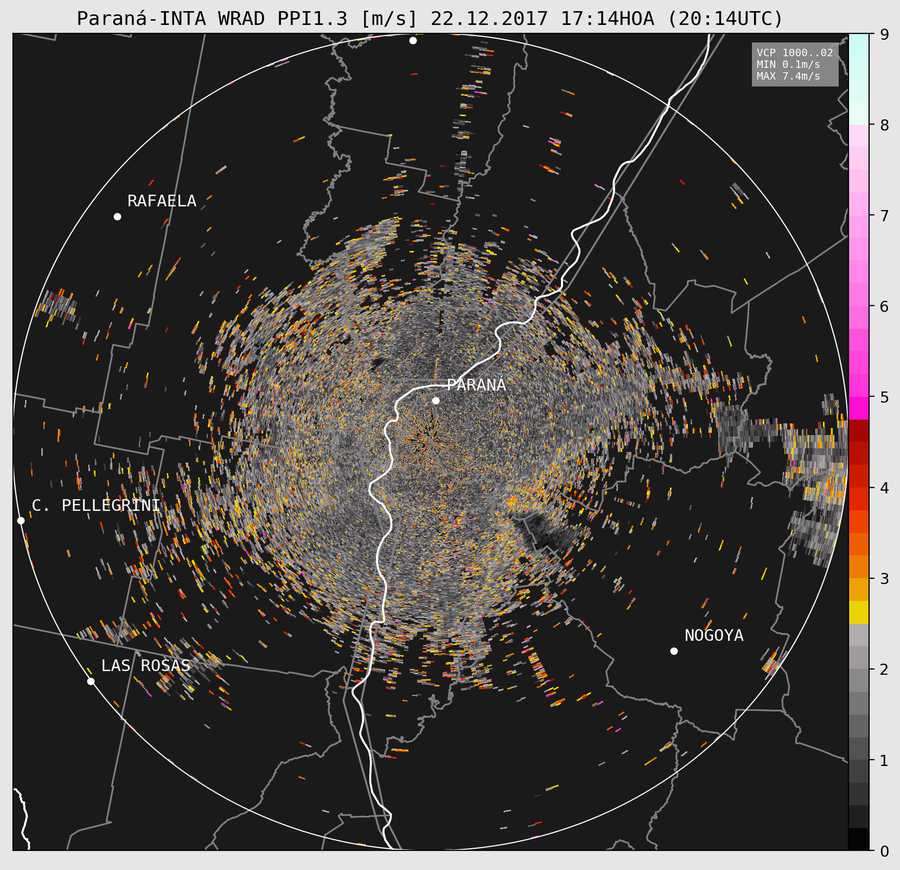 Paraná-INTA WRAD PPI1.3 [m/s] 22.12.2017 17:14HOA (20:14UTC)
VCP 1000..02
MIN 0.1m/s
MAX 7.4m/s
RAFAELA
PARANÁ
C. PELLEGRINI
LAS ROSAS
NOGOYA
9
8
7
6
5
4
3
2
1
0